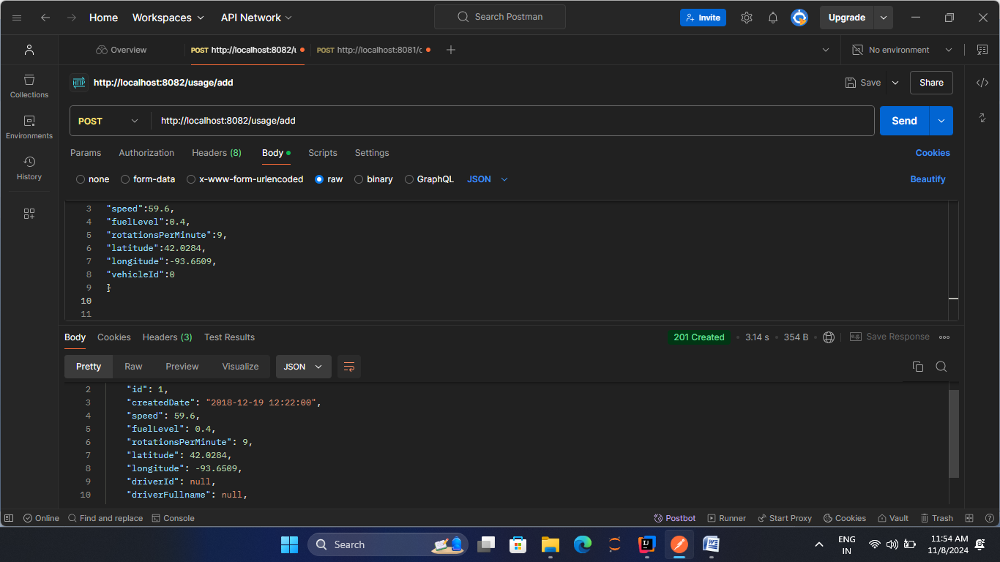 Home Workspaces API Network Search Postman Invite Upgrade
Overview POST http://localhost:8082/u POST http://localhost:8081/c No environment
HTTP http://localhost:8082/usage/add Save Share
Collections
POST http://localhost:8082/usage/add Send
Environments
Params Authorization Headers (8) Body Scripts Settings Cookies
History
none form-data x-www-form-urlencoded raw binary GraphQL JSON Beautify
3 "speed":59.6,
4 "fuelLevel":0.4,
5 "rotationsPerMinute":9,
6 "latitude":42.0284,
7 "longitude":-93.6509,
8 "vehicleId":0
9 }
10
11
Body Cookies Headers (3) Test Results 201 Created 3.14 s 354 B e.g. Save Response
Pretty Raw Preview Visualize JSON
2 "id": 1,
3 "createdDate": "2018-12-19 12:22:00",
4 "speed": 59.6,
5 "fuelLevel": 0.4,
6 "rotationsPerMinute": 9,
7 "latitude": 42.0284,
8 "longitude": -93.6509,
9 "driverId": null,
10 "driverFullname": null,
Online Find and replace Console Postbot Runner Start Proxy Cookies Vault Trash
Search ENG 11:54 AM
IN 11/8/2024